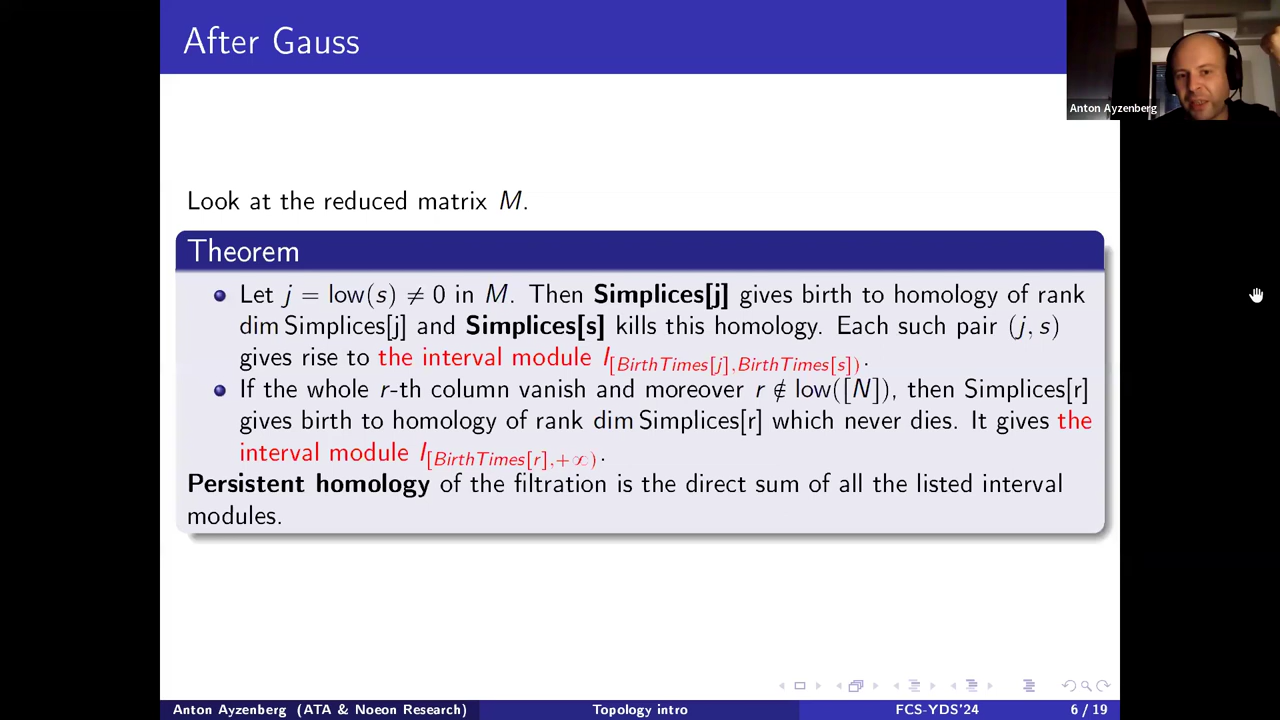 After Gauss
Anton Ayzenberg
Look at the reduced matrix M.
Theorem
Let j = low(s) ≠ 0 in M. Then Simplices[j] gives birth to homology of rank
dim Simplices[j] and Simplices[s] kills this homology. Each such pair (j, s)
gives rise to the interval module I[BirthTimes[j],BirthTimes[s]).
If the whole r-th column vanish and moreover r ∉ low([N]), then Simplices[r]
gives birth to homology of rank dim Simplices[r] which never dies. It gives the
interval module I[BirthTimes[r],+∞).
Persistent homology of the filtration is the direct sum of all the listed interval
modules.
Anton Ayzenberg (ATA & Noeon Research) Topology intro FCS-YDS'24 6 / 19